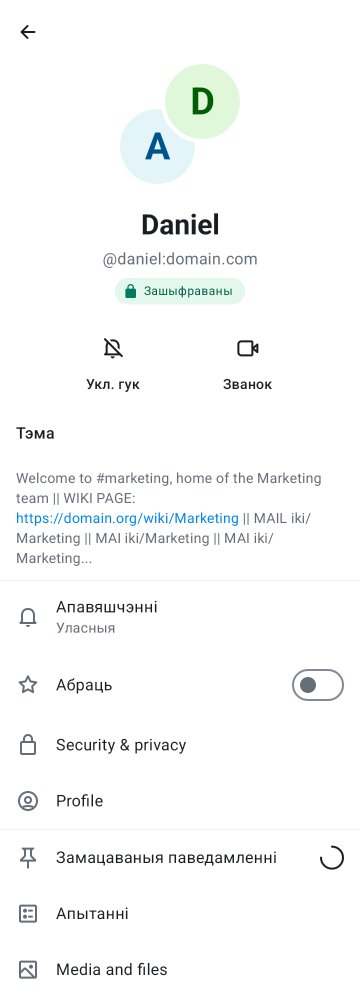 D
A
Daniel
@daniel:domain.com
Зашыфраваны
Укл. гук
Званок
Тэма
Welcome to #marketing, home of the Marketing
team || WIKI PAGE:
https://domain.org/wiki/Marketing || MAIL iki/
Marketing || MAI iki/Marketing || MAI iki/
Marketing...
Апавяшчэнні
Уласныя
Абраць
Security & privacy
Profile
Замацаваныя паведамленні
Апытанні
Media and files